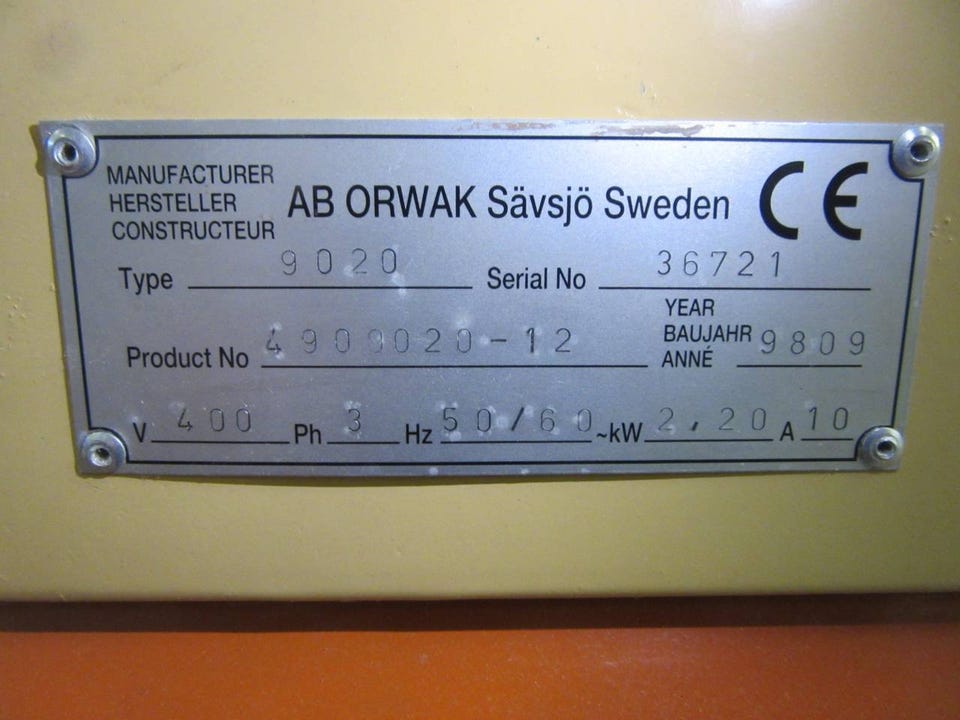 MANUFACTURER
HERSTELLER
CONSTRUCTEUR
AB ORWAK Sävsjö Sweden CE
Type 9020 Serial No 36721
Product No 4909020-12 YEAR BAUJAHR ANNÉ 9809
V 400 Ph 3 Hz 50/60 ~kW 2,20 A 10